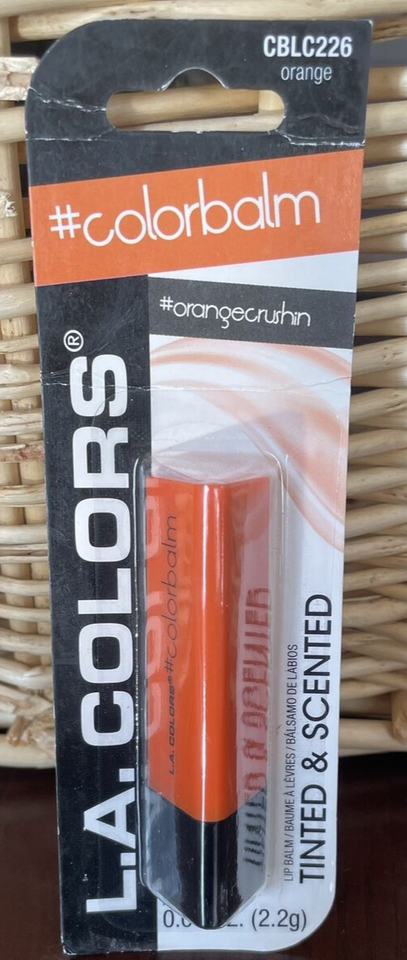 CBLC226
orange
#colorbalm
#orangecrushin
L.A. COLORS®
L.A. COLORS® #colorbalm
LIP BALM / BAUME À LÈVRES / BÁLSAMO DE LABIOS
TINTED & SCENTED
(2.2g)